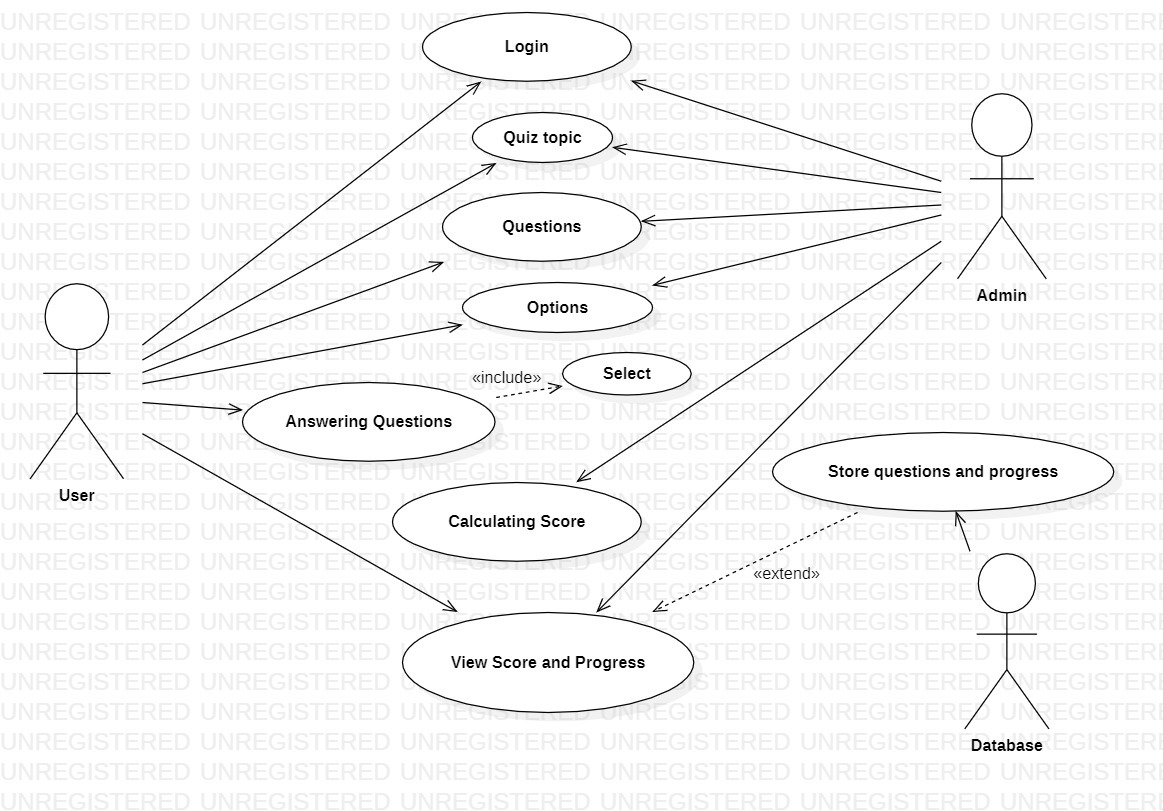 Login
Quiz topic
Questions
Options
Admin
«include»
Select
Answering Questions
User
Store questions and progress
Calculating Score
«extend»
View Score and Progress
Database
UNREGISTERED UNREGISTERED UNREGISTERED UNREGISTERED UNREGISTERED UNREGISTERED